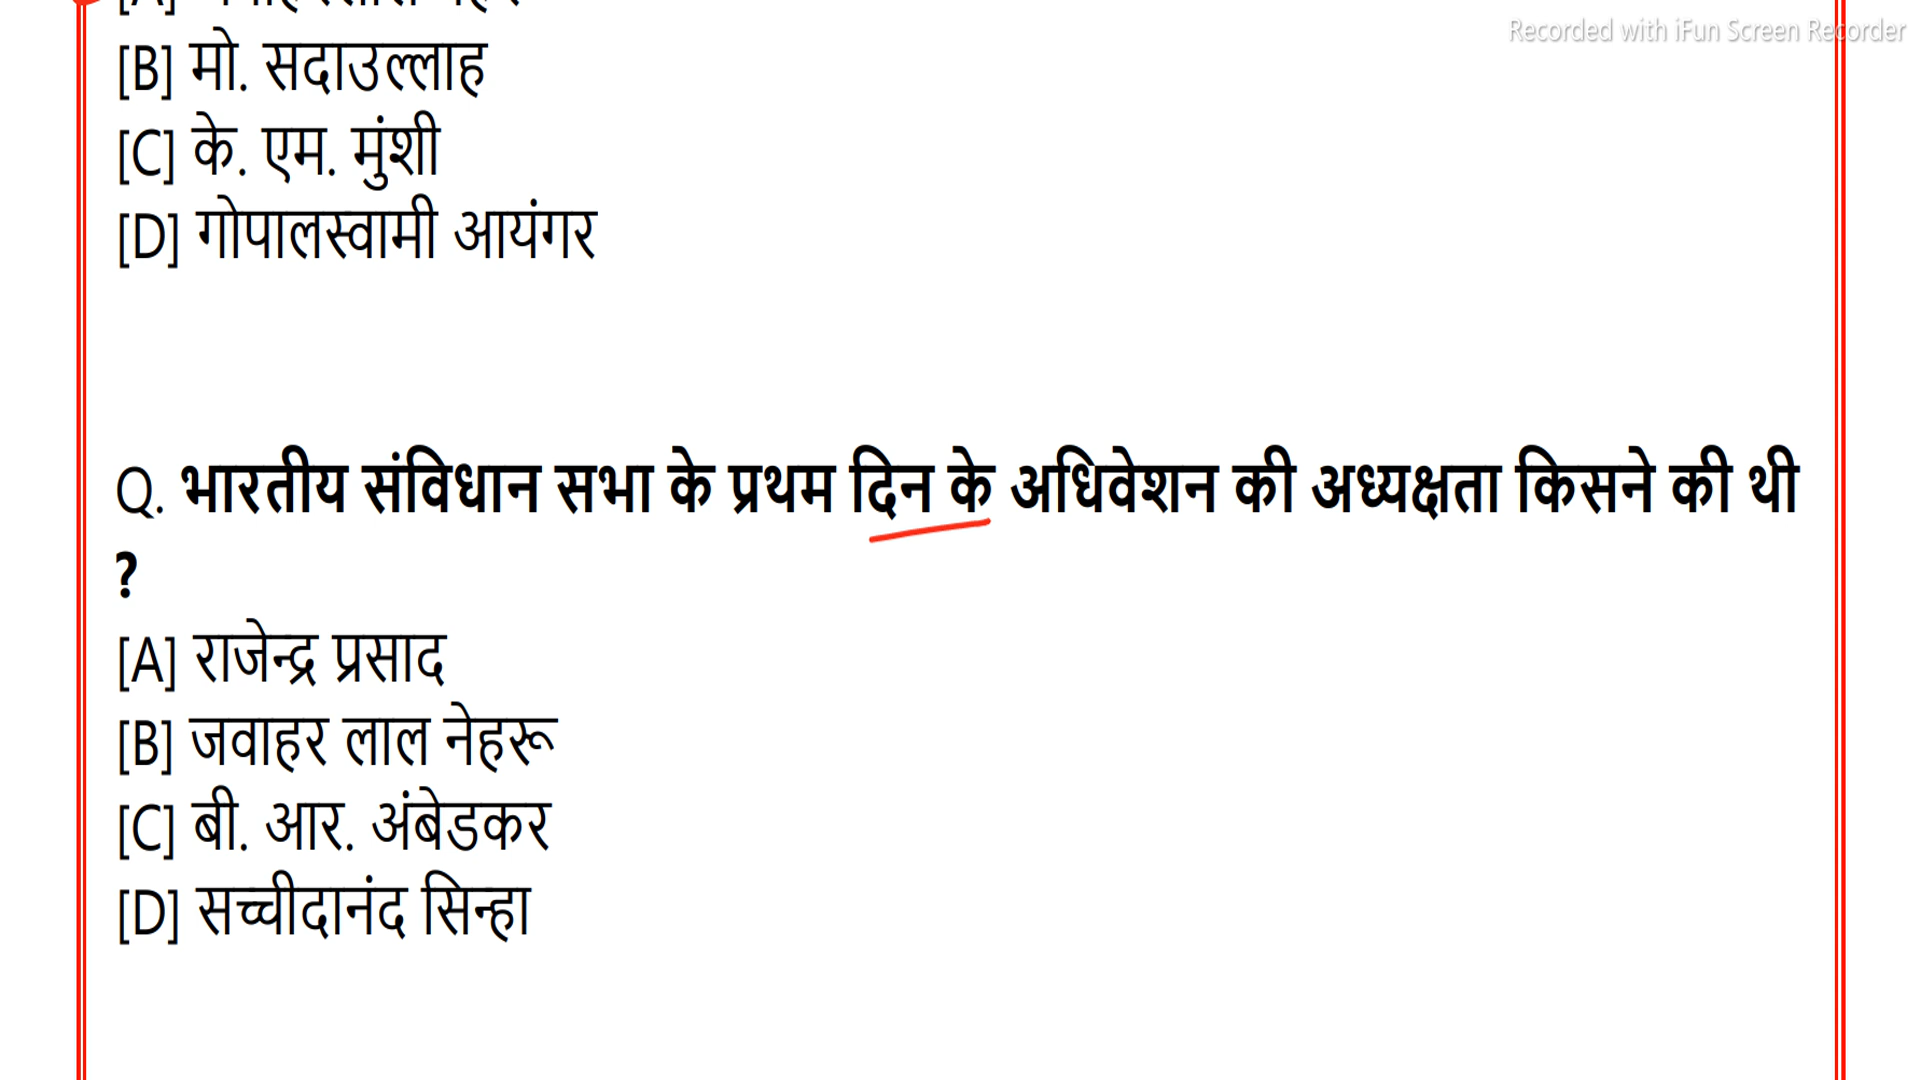 Recorded with iFun Screen Recorder
[B] मो. सदाउल्लाह
[C] के. एम. मुंशी
[D] गोपालस्वामी आयंगर
Q. भारतीय संविधान सभा के प्रथम दिन के अधिवेशन की अध्यक्षता किसने की थी
?
[A] राजेन्द्र प्रसाद
[B] जवाहर लाल नेहरू
[C] बी. आर. अंबेडकर
[D] सच्चीदानंद सिन्हा